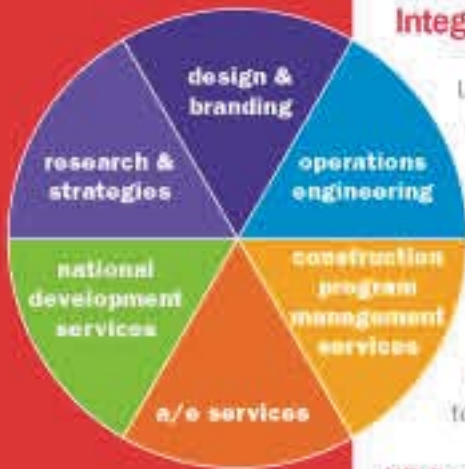 Integ
design &
branding
research &
strategies
operations
engineering
national
development
services
construction
program
management
services
a/e services